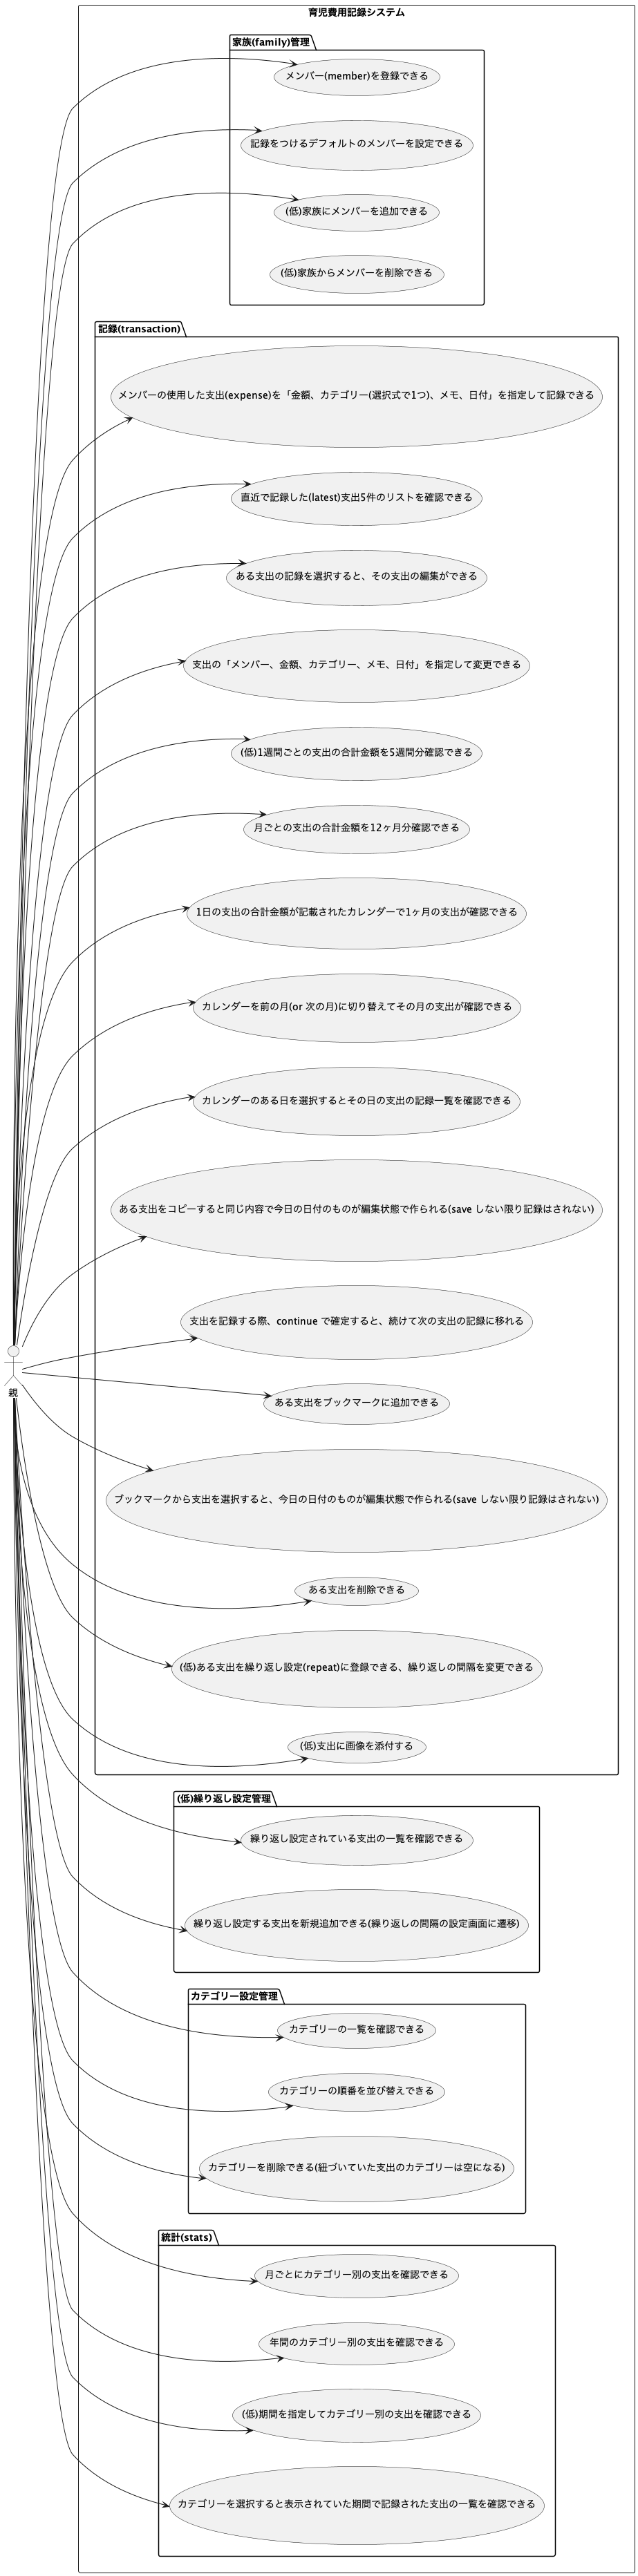 育児費用記録システム
家族(family)管理
メンバー(member)を登録できる
記録をつけるデフォルトのメンバーを設定できる
(低)家族にメンバーを追加できる
(低)家族からメンバーを削除できる
記録(transaction)
メンバーの使用した支出(expense)を「金額、カテゴリー(選択式で1つ)、メモ、日付」を指定して記録できる
直近で記録した(latest)支出5件のリストを確認できる
ある支出の記録を選択すると、その支出の編集ができる
支出の「メンバー、金額、カテゴリー、メモ、日付」を指定して変更できる
(低)1週間ごとの支出の合計金額を5週間分確認できる
月ごとの支出の合計金額を12ヶ月分確認できる
1日の支出の合計金額が記載されたカレンダーで1ヶ月の支出が確認できる
カレンダーを前の月(or 次の月)に切り替えてその月の支出が確認できる
カレンダーのある日を選択するとその日の支出の記録一覧を確認できる
ある支出をコピーすると同じ内容で今日の日付のものが編集状態で作られる(save しない限り記録はされない)
支出を記録する際、continue で確定すると、続けて次の支出の記録に移れる
ある支出をブックマークに追加できる
親
ブックマークから支出を選択すると、今日の日付のものが編集状態で作られる(save しない限り記録はされない)
ある支出を削除できる
(低)ある支出を繰り返し設定(repeat)に登録できる、繰り返しの間隔を変更できる
(低)支出に画像を添付する
(低)繰り返し設定管理
繰り返し設定されている支出の一覧を確認できる
繰り返し設定する支出を新規追加できる(繰り返しの間隔の設定画面に遷移)
カテゴリー設定管理
カテゴリーの一覧を確認できる
カテゴリーの順番を並び替えできる
カテゴリーを削除できる(紐づいていた支出のカテゴリーは空になる)
統計(stats)
月ごとにカテゴリー別の支出を確認できる
年間のカテゴリー別の支出を確認できる
(低)期間を指定してカテゴリー別の支出を確認できる
カテゴリーを選択すると表示されていた期間で記録された支出の一覧を確認できる